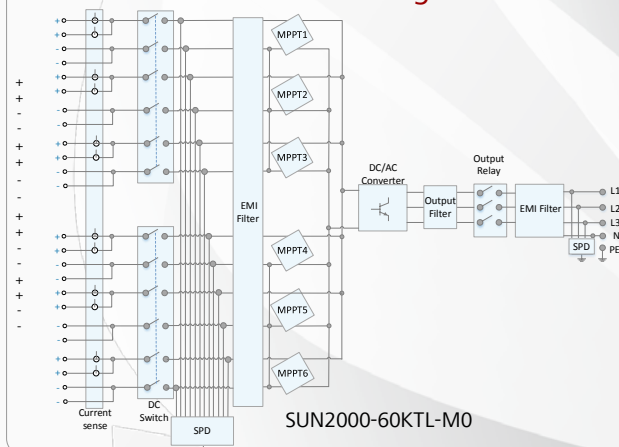 +
+
-
-
+
+
-
-
+
+
-
-
+
+
-
-
+
+
-
-
+
+
-
-
+
+
-
-
+
+
-
-
+
+
-
-
+
+
-
-
Current
sense
DC
Switch
SPD
EMI
Filter
MPPT1
MPPT2
MPPT3
MPPT4
MPPT5
MPPT6
DC/AC
Converter
Output
Filter
Output
Relay
EMI Filter
SPD
L1
L2
L3
N
PE
SUN2000-60KTL-M0